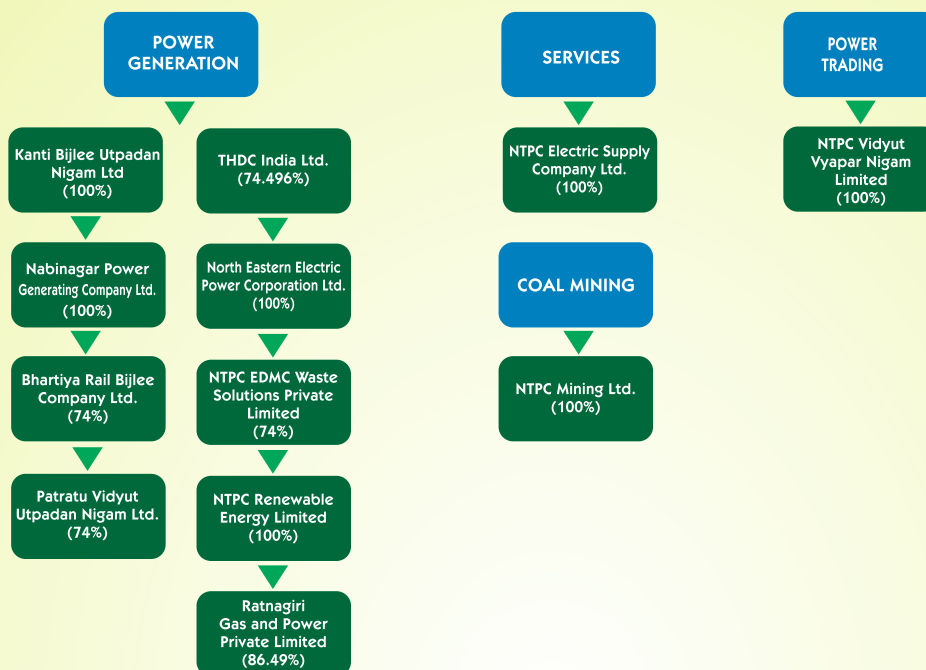 POWER
GENERATION
Kanti Bijlee Utpadan
Nigam Ltd
(100%)
Nabinagar Power
Generating Company Ltd.
(100%)
Bhartiya Rail Bijlee
Company Ltd.
(74%)
Patratu Vidyut
Utpadan Nigam Ltd.
(74%)
THDC India Ltd.
(74.496%)
North Eastern Electric
Power Corporation Ltd.
(100%)
NTPC EDMC Waste
Solutions Private
Limited
(74%)
NTPC Renewable
Energy Limited
(100%)
Ratnagiri
Gas and Power
Private Limited
(86.49%)
SERVICES
NTPC Electric Supply
Company Ltd.
(100%)
COAL MINING
NTPC Mining Ltd.
(100%)
POWER
TRADING
NTPC Vidyut
Vyapar Nigam
Limited
(100%)